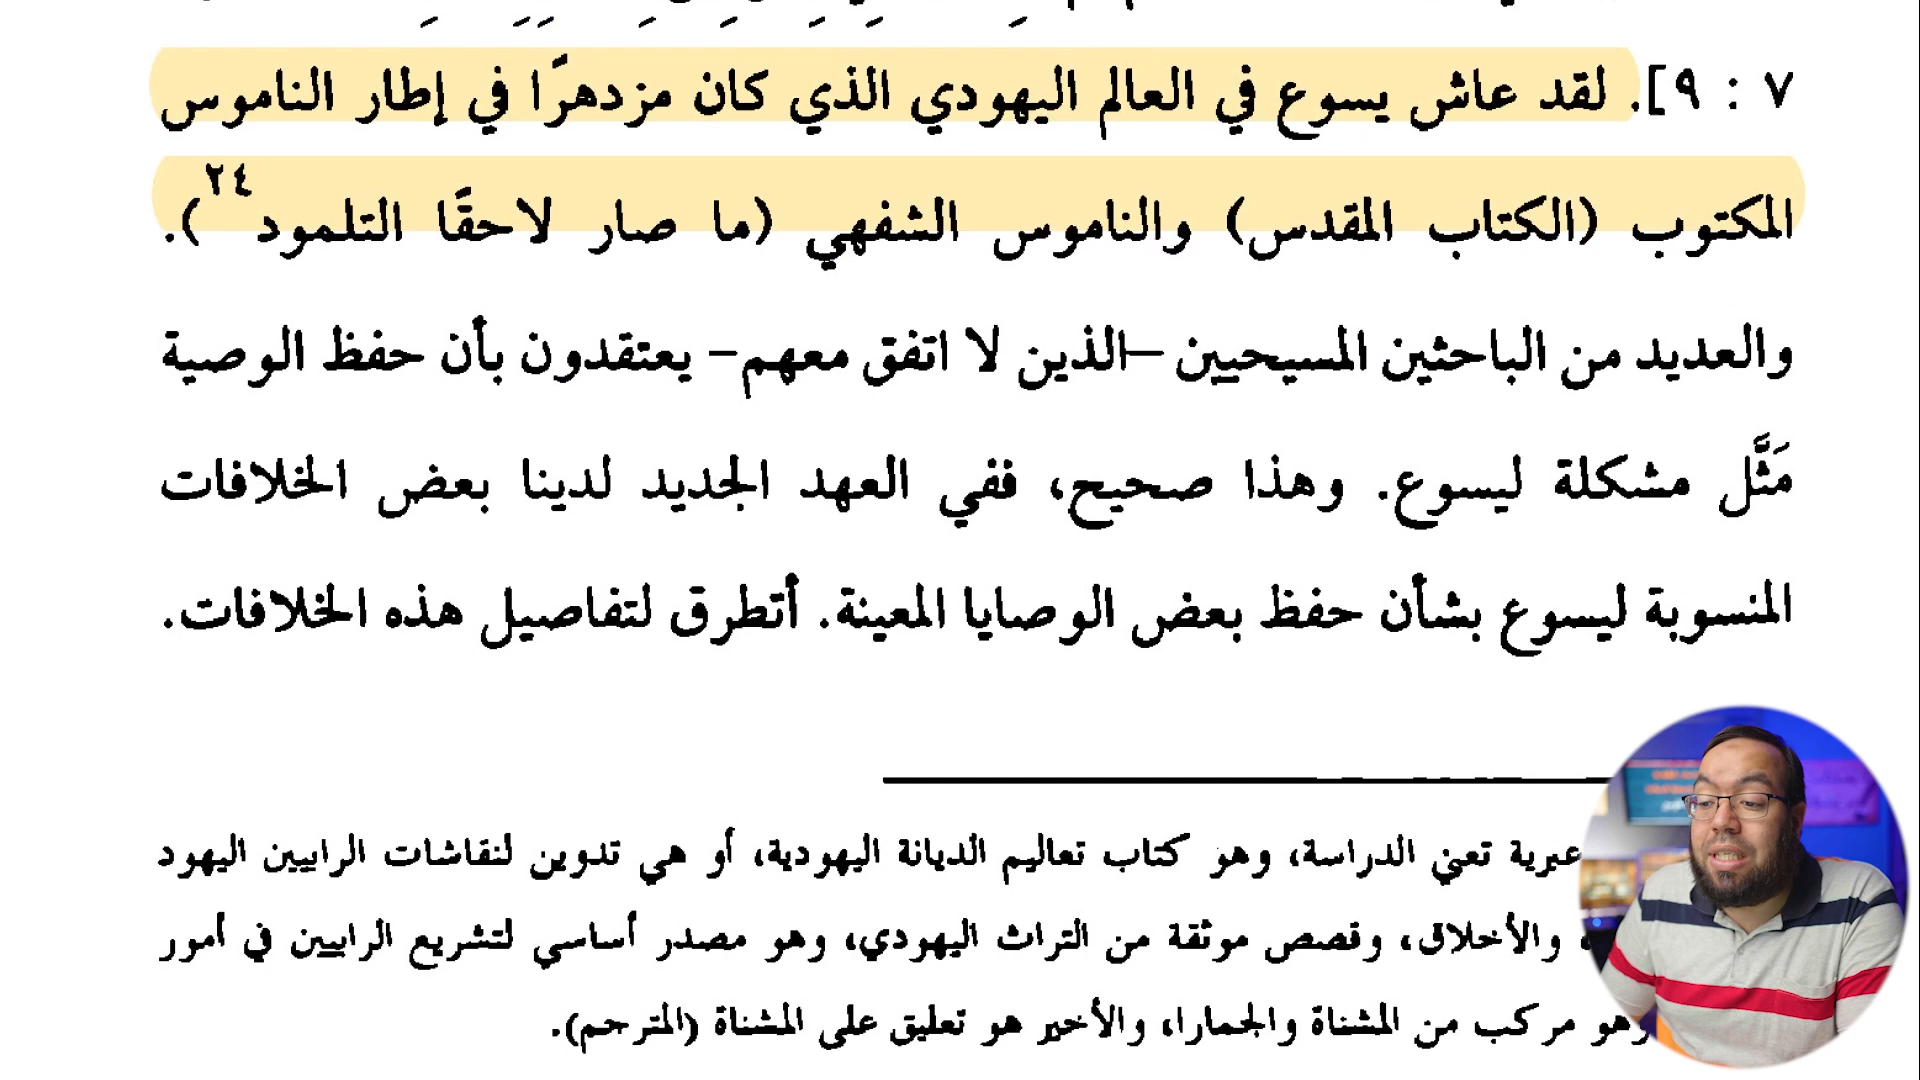 ٧ : ٩]. لقد عاش يسوع في العالم اليهودي الذي كان مزدهرًا في إطار الناموس
المكتوب (الكتاب المقدس) والناموس الشفهي (ما صار لاحقًا التلمود٢٤).
والعديد من الباحثين المسيحيين –الذين لا اتفق معهم– يعتقدون بأن حفظ الوصية
مَثَّل مشكلة ليسوع. وهذا صحيح، ففي العهد الجديد لدينا بعض الخلافات
المنسوبة ليسوع بشأن حفظ بعض الوصايا المعينة. أتطرق لتفاصيل هذه الخلافات.
عبرية تعني الدراسة، وهو كتاب تعاليم الديانة اليهودية، أو هي تدوين لنقاشات الرابيين اليهود
والأخلاق، وقصص موثقة من التراث اليهودي، وهو مصدر أساسي لتشريع الرابيين في أمور
وهو مركب من المشناة والجمارا، والأخير هو تعليق على المشناة (المترجم).